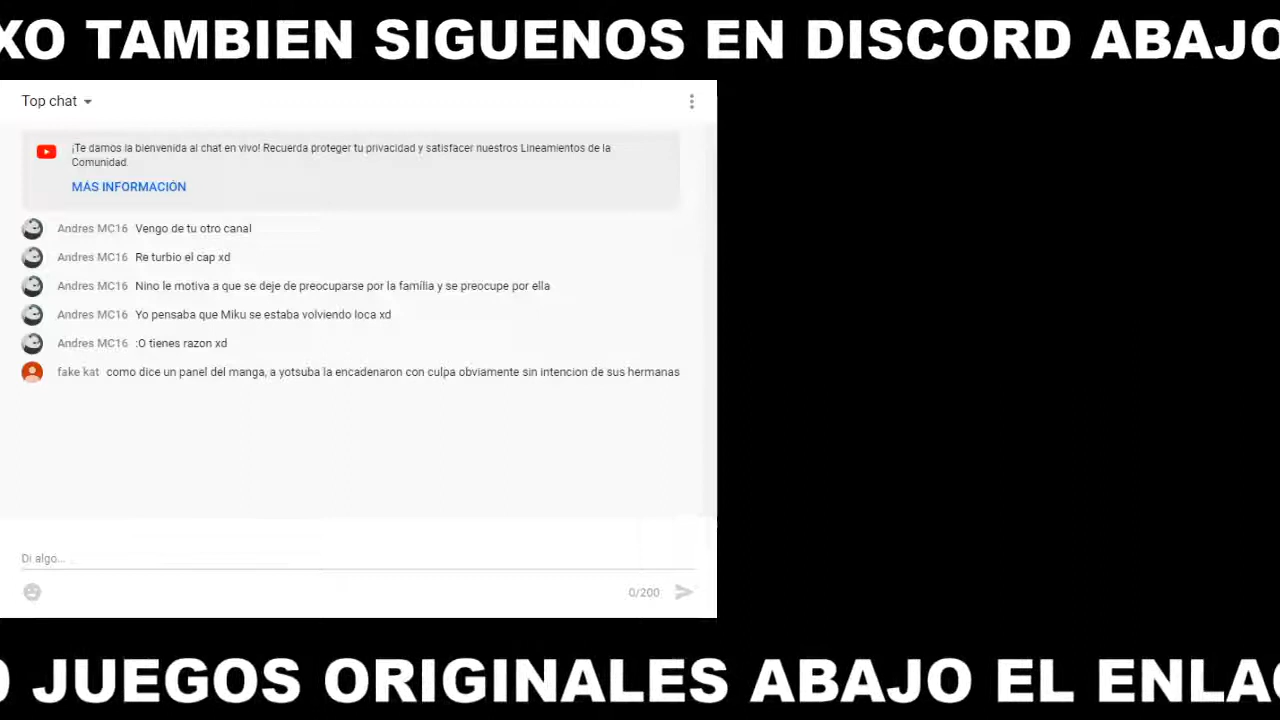 XO TAMBIEN SIGUENOS EN DISCORD ABAJO
Top chat
¡Te damos la bienvenida al chat en vivo! Recuerda proteger tu privacidad y satisfacer nuestros Lineamientos de la
Comunidad.
MÁS INFORMACIÓN
Andres MC16 Vengo de tu otro canal
Andres MC16 Re turbio el cap xd
Andres MC16 Nino le motiva a que se deje de preocuparse por la família y se preocupe por ella
Andres MC16 Yo pensaba que Miku se estaba volviendo loca xd
Andres MC16 :O tienes razon xd
fake kat como dice un panel del manga, a yotsuba la encadenaron con culpa obviamente sin intencion de sus hermanas
Di algo...
0/200
O JUEGOS ORIGINALES ABAJO EL ENLAC